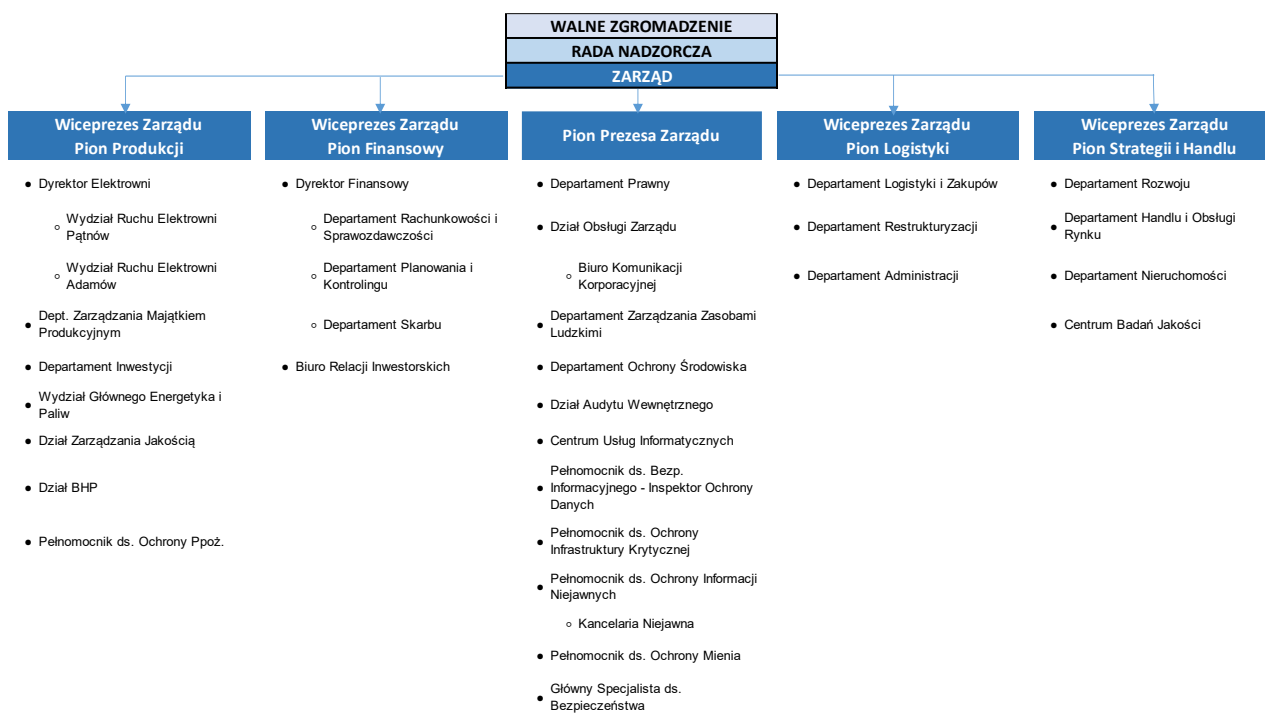 WALNE ZGROMADZENIE
RADA NADZORCZA
ZARZĄD
Wiceprezes Zarządu
Pion Produkcji
● Dyrektor Elektrowni
○ Wydział Ruchu Elektrowni
Pątnów
○ Wydział Ruchu Elektrowni
Adamów
● Dept. Zarządzania Majątkiem
Produkcyjnym
● Departament Inwestycji
● Wydział Głównego Energetyka i
Paliw
● Dział Zarządzania Jakością
● Dział BHP
● Pełnomocnik ds. Ochrony Ppoż.
Wiceprezes Zarządu
Pion Finansowy
● Dyrektor Finansowy
○ Departament Rachunkowości i
Sprawozdawczości
○ Departament Planowania i
Kontrolingu
○ Departament Skarbu
● Biuro Relacji Inwestorskich
Pion Prezesa Zarządu
● Departament Prawny
● Dział Obsługi Zarządu
○ Biuro Komunikacji
Korporacyjnej
● Departament Zarządzania Zasobami
Ludzkimi
● Departament Ochrony Środowiska
● Dział Audytu Wewnętrznego
● Centrum Usług Informatycznych
● Pełnomocnik ds. Bezp.
Informacyjnego - Inspektor Ochrony
Danych
● Pełnomocnik ds. Ochrony
Infrastruktury Krytycznej
● Pełnomocnik ds. Ochrony Informacji
Niejawnych
○ Kancelaria Niejawna
● Pełnomocnik ds. Ochrony Mienia
● Główny Specjalista ds.
Bezpieczeństwa
Wiceprezes Zarządu
Pion Logistyki
● Departament Logistyki i Zakupów
● Departament Restrukturyzacji
● Departament Administracji
Wiceprezes Zarządu
Pion Strategii i Handlu
● Departament Rozwoju
● Departament Handlu i Obsługi
Rynku
● Departament Nieruchomości
● Centrum Badań Jakości